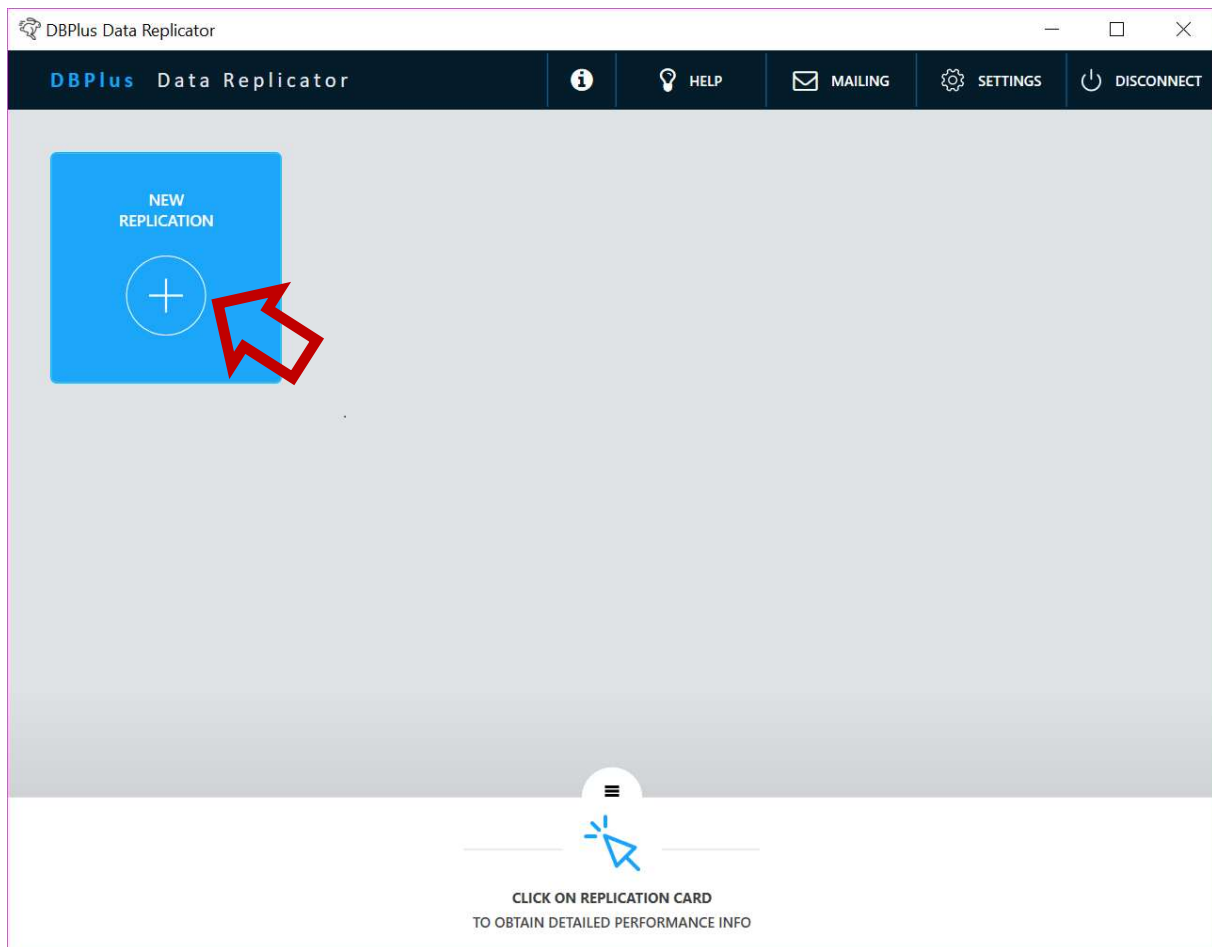 DBPlus Data Replicator
DBPlus Data Replicator
HELP
MAILING
SETTINGS
DISCONNECT
NEW
REPLICATION
CLICK ON REPLICATION CARD
TO OBTAIN DETAILED PERFORMANCE INFO